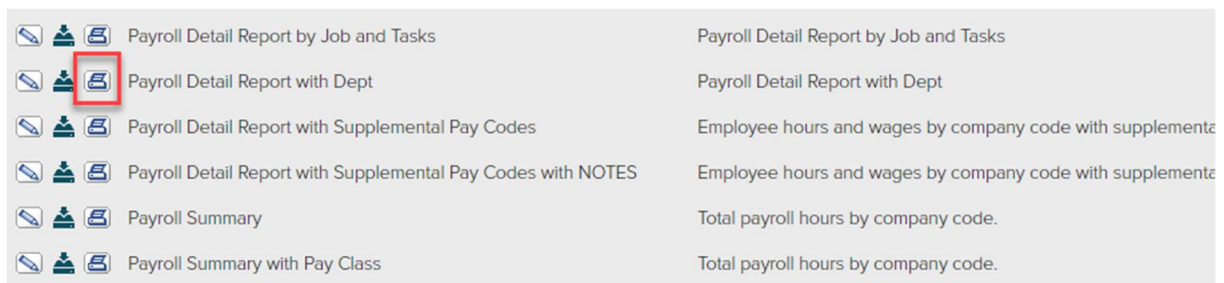 Payroll Detail Report by Job and Tasks Payroll Detail Report by Job and Tasks
Payroll Detail Report with Dept Payroll Detail Report with Dept
Payroll Detail Report with Supplemental Pay Codes Employee hours and wages by company code with
Payroll Detail Report with Supplemental Pay Codes with NOTES Employee hours and wages by company code with
Payroll Summary Total payroll hours by company code.
Payroll Summary with Pay Class Total payroll hours by company code.